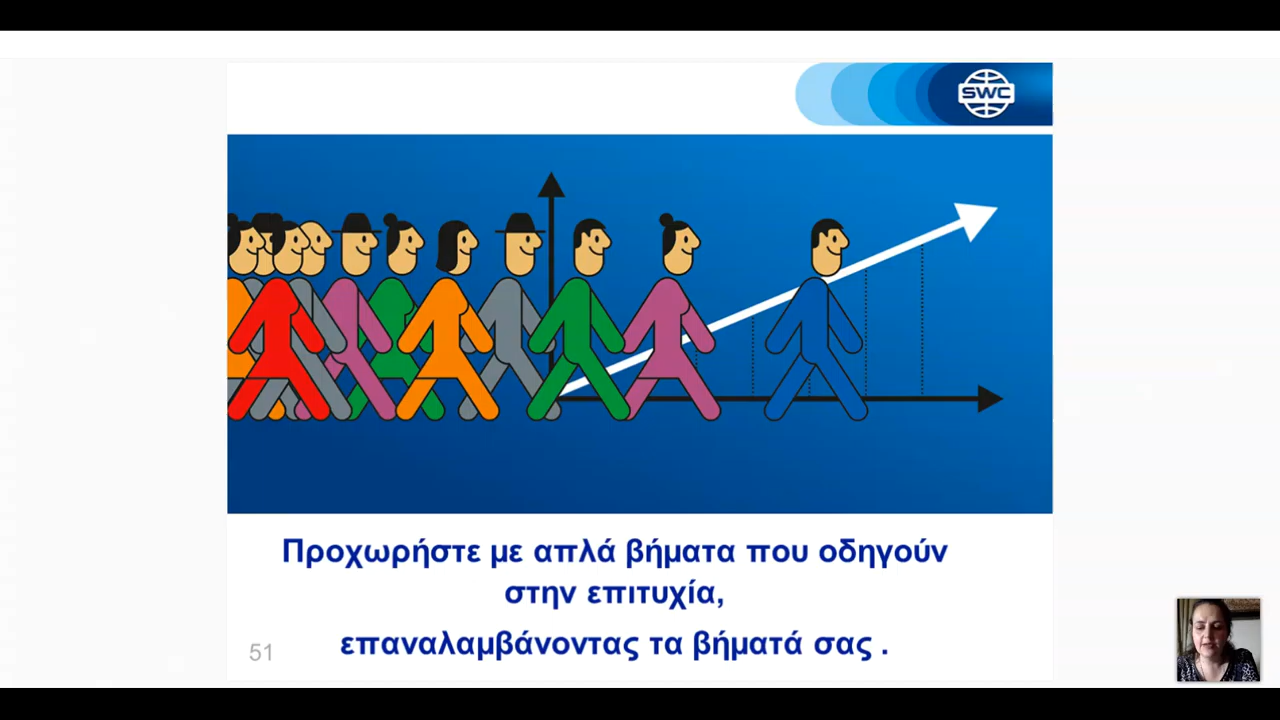 SWC
Προχωρήστε με απλά βήματα που οδηγούν
στην επιτυχία,
επαναλαμβάνοντας τα βήματά σας .
51